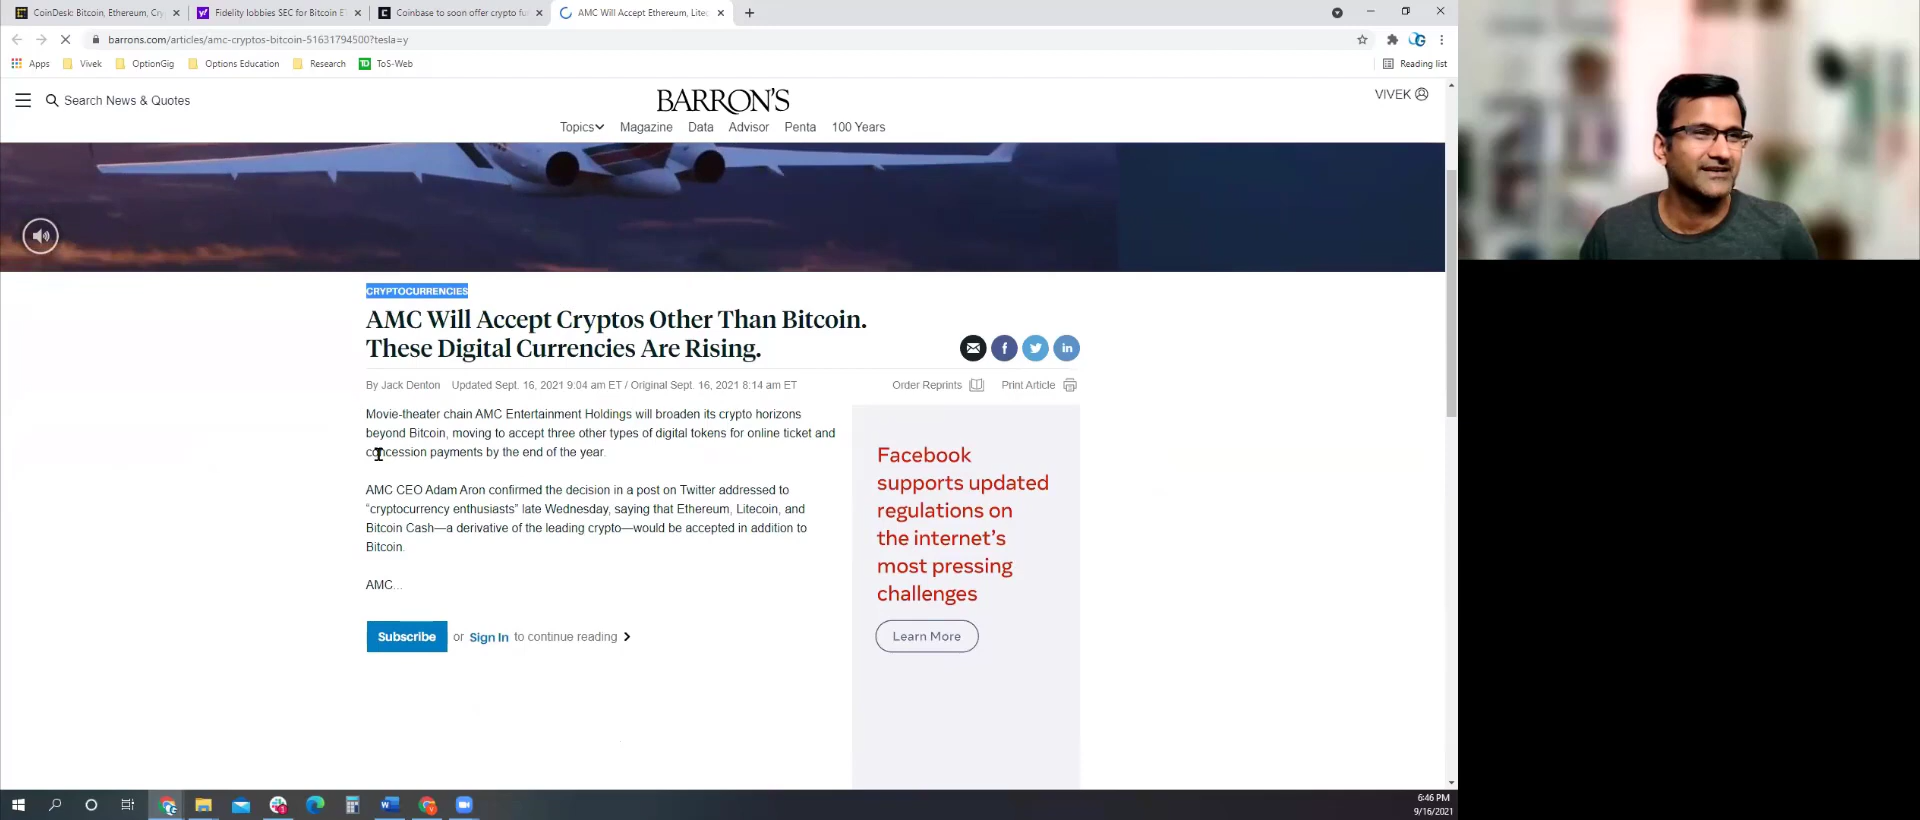 CoinDesk: Bitcoin, Ethereum, Cry
Fidelity lobbies SEC for Bitcoin E
Coinbase to soon offer crypto fu
AMC Will Accept Ethereum, Lite
barrons.com/articles/amc-cryptos-bitcoin-51631794500?tesla=y
Apps
Vivek
OptionGig
Options Education
Research
ToS-Web
Reading list
Search News & Quotes
BARRON'S
VIVEK
Topics
Magazine
Data
Advisor
Penta
100 Years
CRYPTOCURRENCIES
AMC Will Accept Cryptos Other Than Bitcoin.
These Digital Currencies Are Rising.
By Jack Denton
Updated Sept. 16, 2021 9:04 am ET / Original Sept. 16, 2021 8:14 am ET
Order Reprints
Print Article
Movie-theater chain AMC Entertainment Holdings will broaden its crypto horizons
beyond Bitcoin, moving to accept three other types of digital tokens for online ticket and
concession payments by the end of the year.
AMC CEO Adam Aron confirmed the decision in a post on Twitter addressed to
“cryptocurrency enthusiasts” late Wednesday, saying that Ethereum, Litecoin, and
Bitcoin Cash—a derivative of the leading crypto—would be accepted in addition to
Bitcoin.
AMC...
Subscribe or Sign In to continue reading
Facebook
supports updated
regulations on
the internet's
most pressing
challenges
Learn More
6:46 PM
9/16/2021